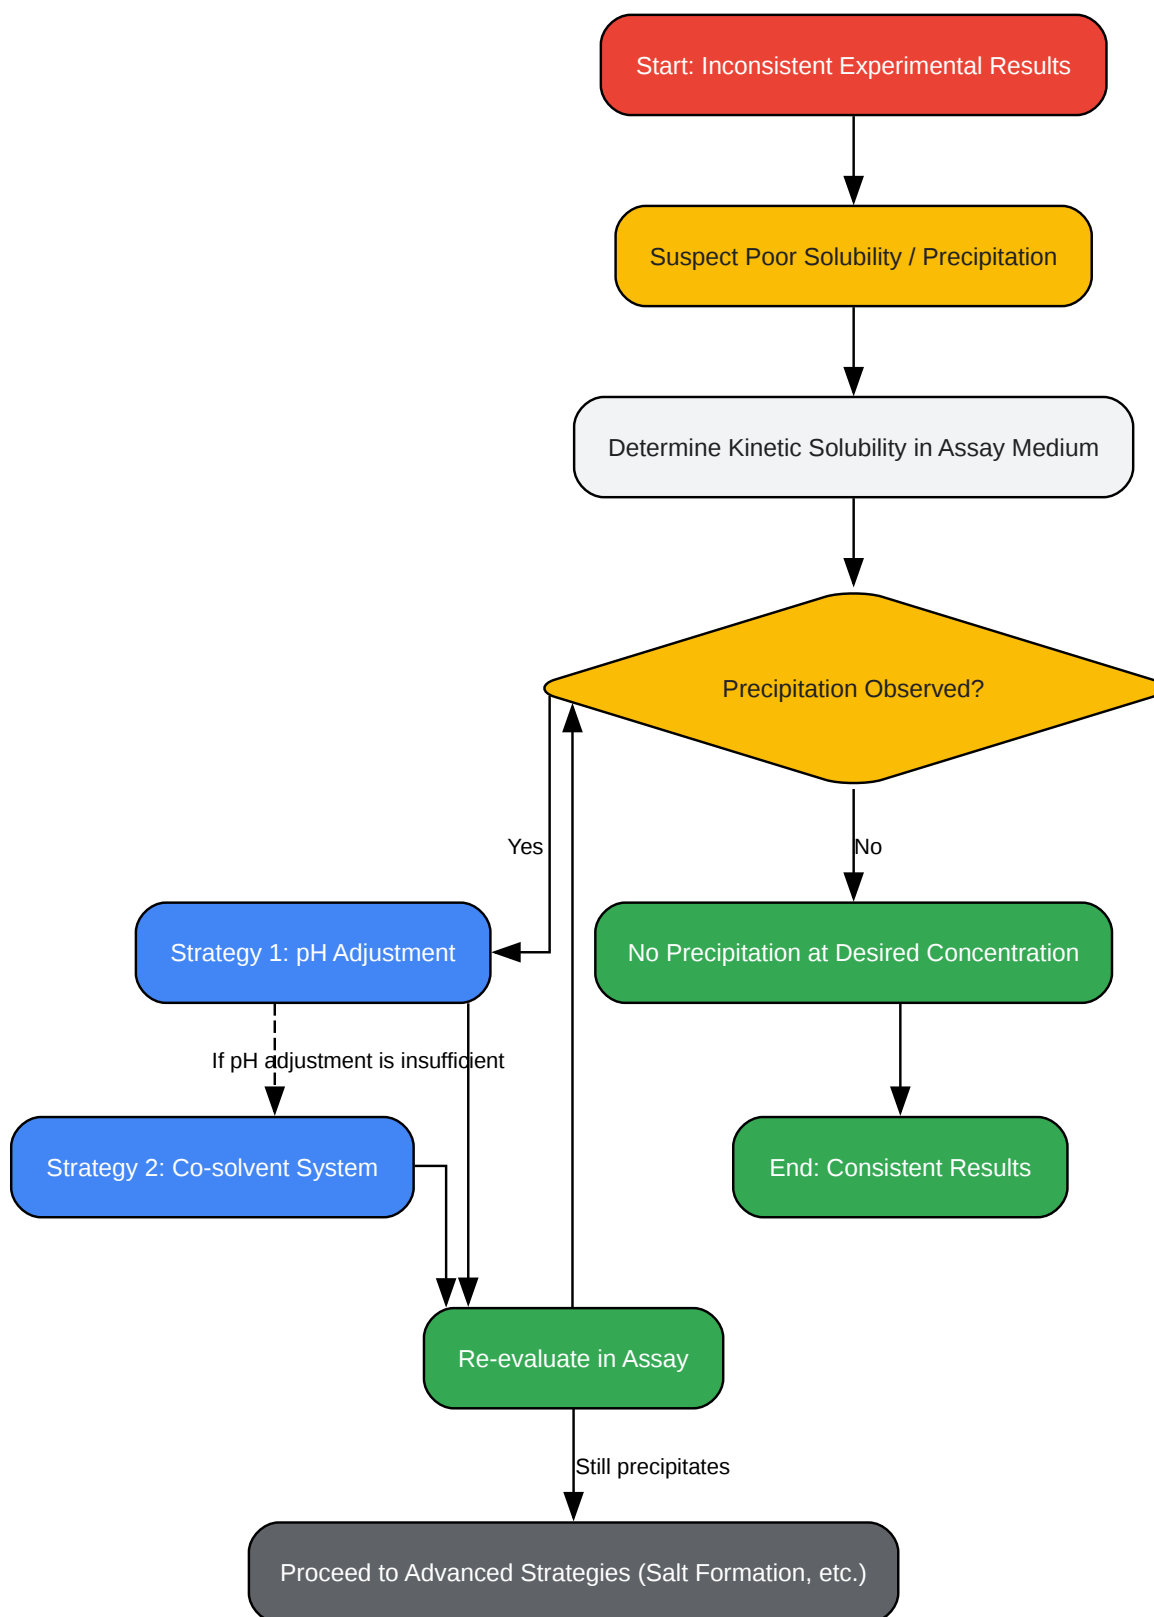 Start: Inconsistent Experimental Results
Suspect Poor Solubility / Precipitation
Determine Kinetic Solubility in Assay Medium
Precipitation Observed?
Yes
No
Strategy 1: pH Adjustment
No Precipitation at Desired Concentration
If pH adjustment is insufficient
Strategy 2: Co-solvent System
End: Consistent Results
Re-evaluate in Assay
Still precipitates
Proceed to Advanced Strategies (Salt Formation, etc.)